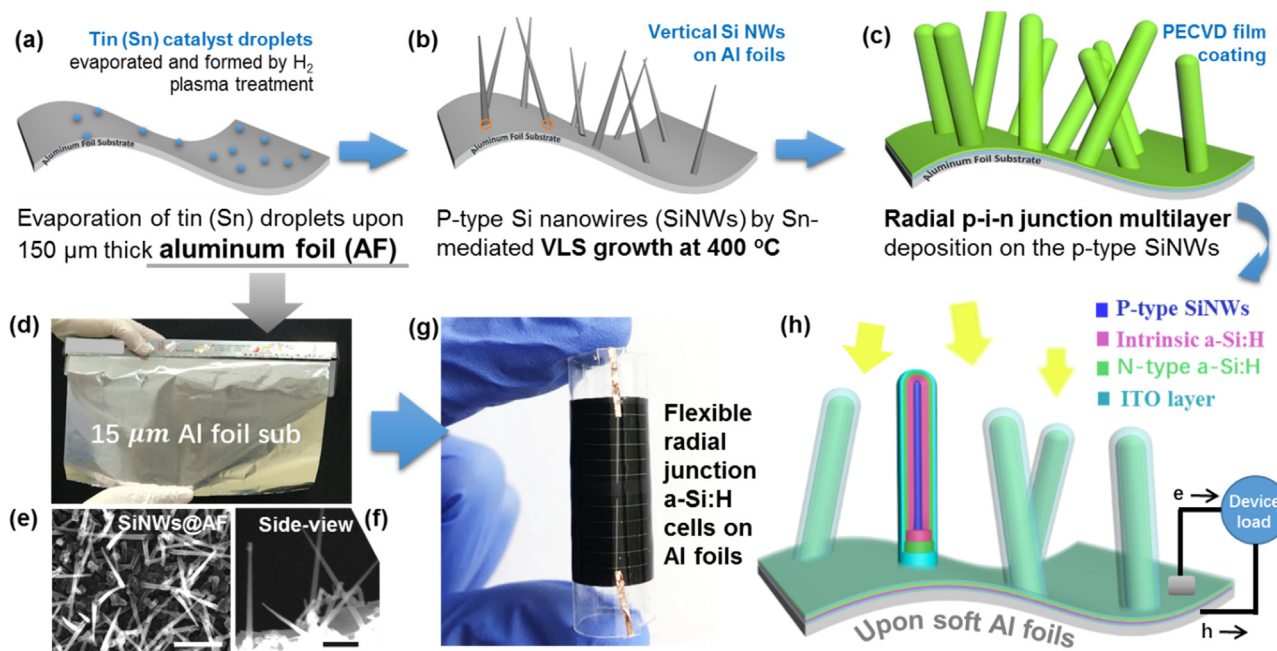 (a)
Tin (Sn) catalyst droplets
evaporated and formed by H₂
plasma treatment
Aluminum Foil Substrate
Evaporation of tin (Sn) droplets upon
150 μm thick aluminum foil (AF)
(b)
Vertical Si NWs
on Al foils
Aluminum Foil Substrate
P-type Si nanowires (SiNWs) by Sn-
mediated VLS growth at 400 °C
(c)
PECVD film
coating
Aluminum Foil Substrate
Radial p-i-n junction multilayer
deposition on the p-type SiNWs
(d)
15 μm Al foil sub
(e)
SiNWs@AF
Side-view
(f)
(g)
Flexible
radial
junction
a-Si:H
cells on
Al foils
(h)
P-type SiNWs
Intrinsic a-Si:H
N-type a-Si:H
ITO layer
e
Device
load
h
Upon soft Al foils